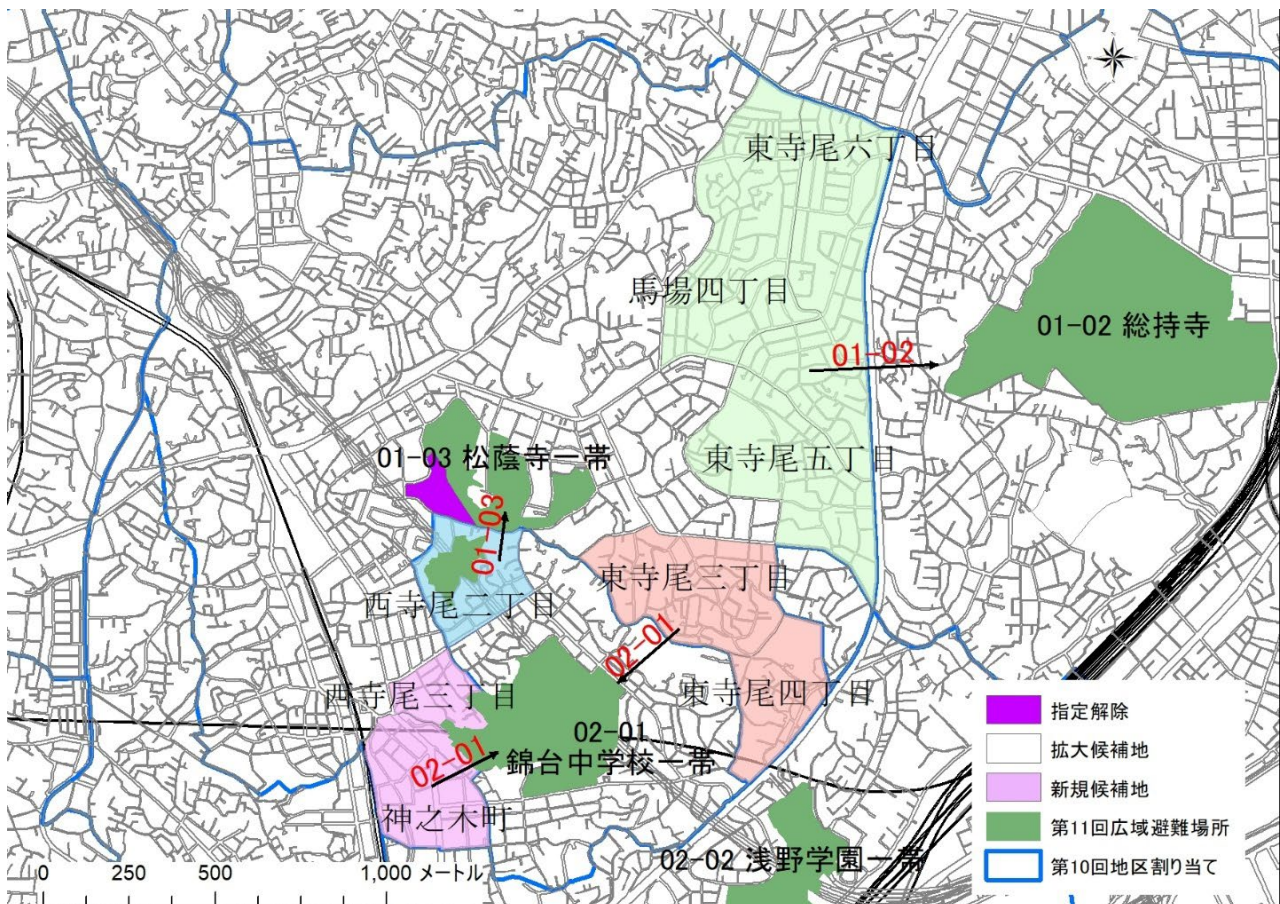 東寺尾六丁目
馬場四丁目
01-02 総持寺
01-02
01-03 松蔭寺一帯
東寺尾五丁目
01-03
東寺尾三丁目
西寺尾二丁目
02-01
西寺尾三丁目
東寺尾四丁目
02-01
02-01
錦台中学校一帯
神之木町
02-02 浅野学園一帯
0 250 500 1,000 メートル
指定解除
拡大候補地
新規候補地
第11回広域避難場所
第10回地区割り当て